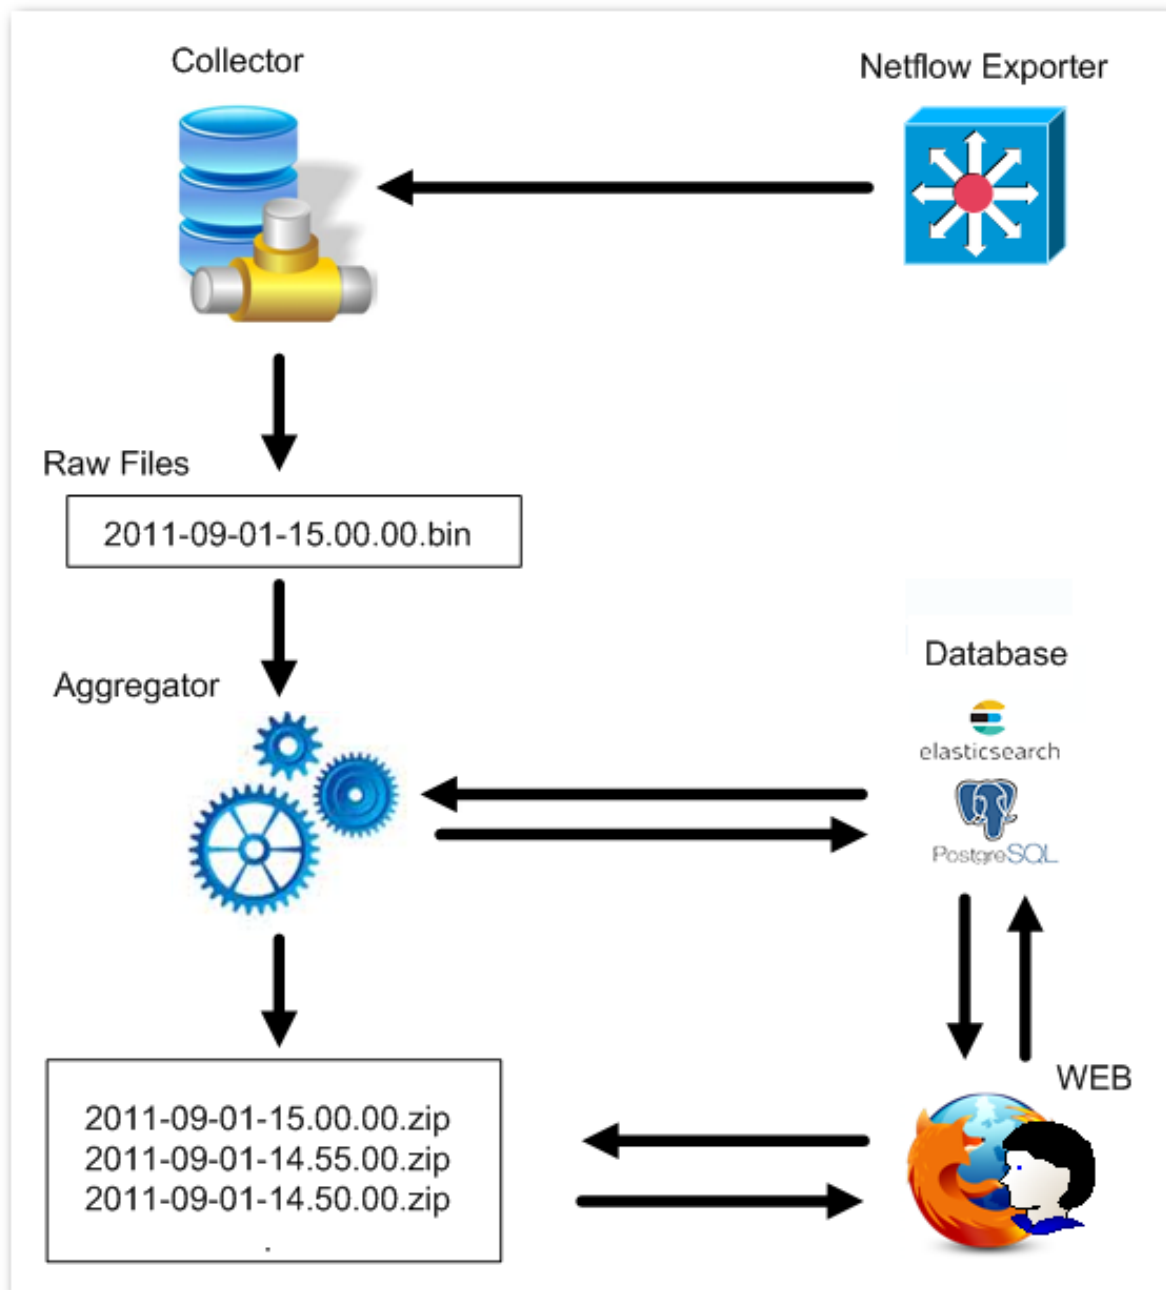 Collector
Netflow Exporter
Raw Files
2011-09-01-15.00.00.bin
Aggregator
Database
elasticsearch
PostgreSQL
WEB
2011-09-01-15.00.00.zip
2011-09-01-14.55.00.zip
2011-09-01-14.50.00.zip
.